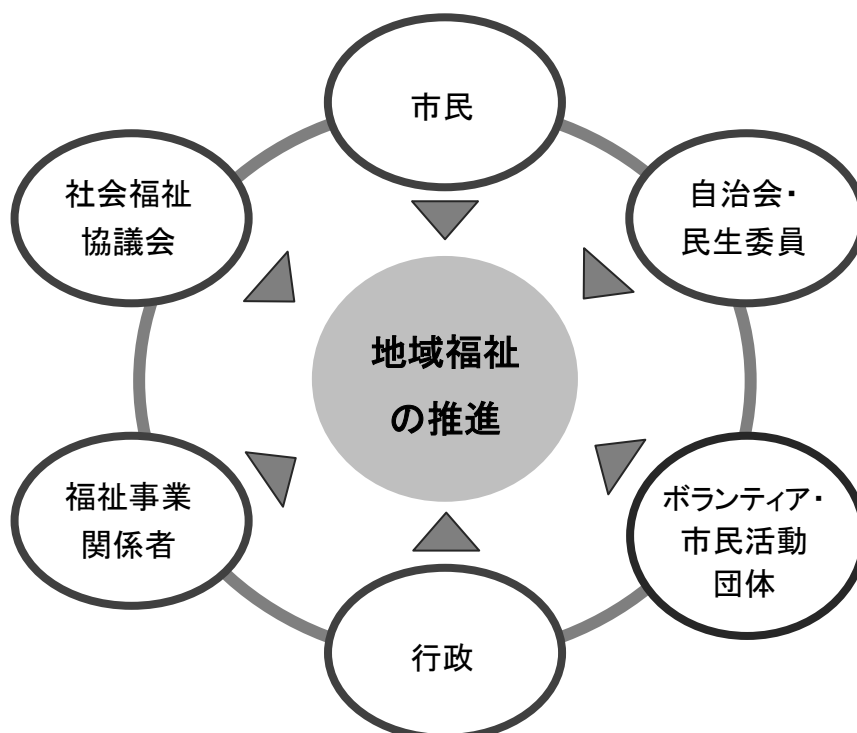 市民
社会福祉
協議会
自治会・
民生委員
地域福祉
の推進
福祉事業
関係者
ボランティア・
市民活動
団体
行政